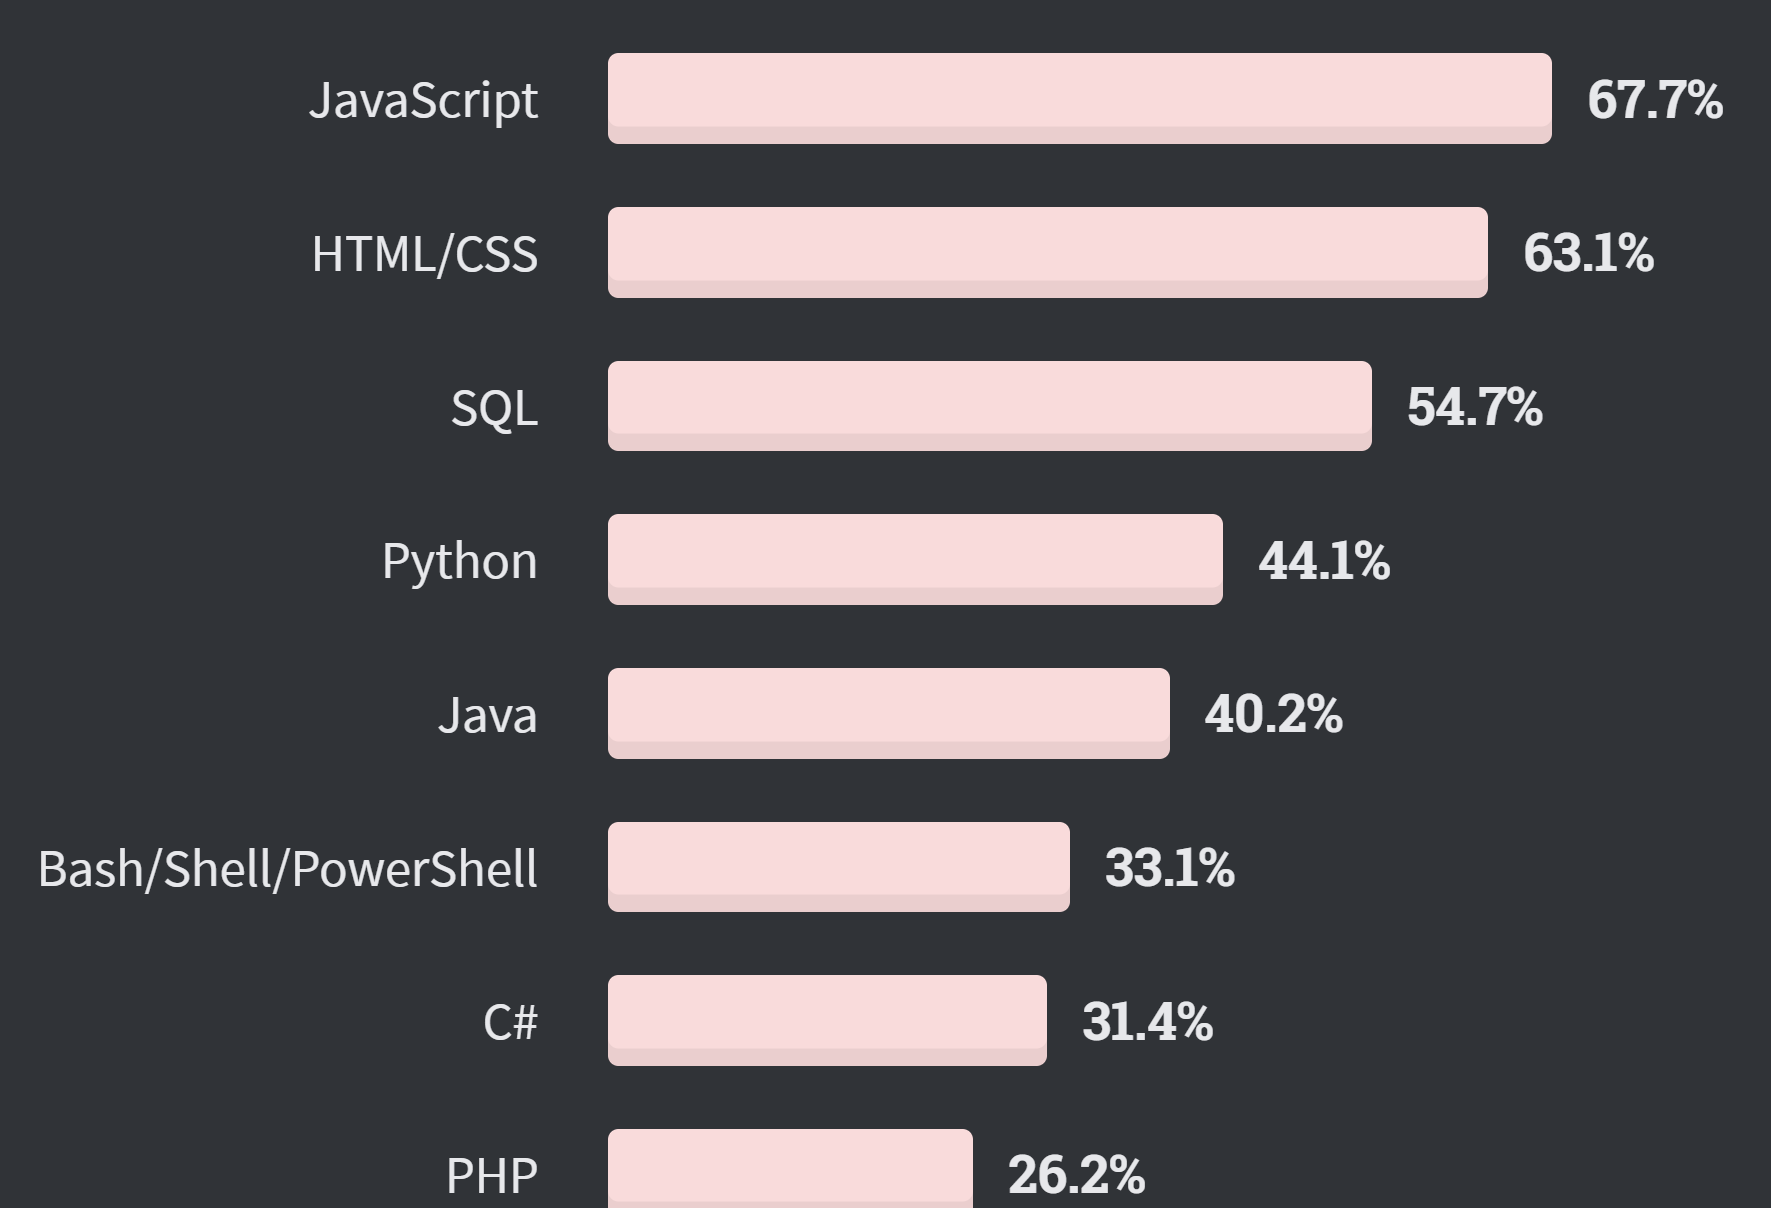 JavaScript 67.7%
HTML/CSS 63.1%
SQL 54.7%
Python 44.1%
Java 40.2%
Bash/Shell/PowerShell 33.1%
C# 31.4%
PHP 26.2%